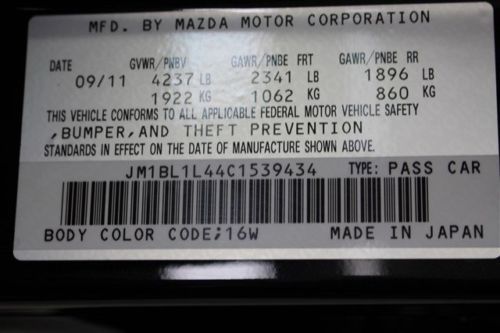 MFD. BY MAZDA MOTOR CORPORATION
DATE GVWR/PNBV GAWR/PNBE FRT GAWR/PNBE RR
09/11 4237 LB 2341 LB 1896 LB
1922 KG 1062 KG 860 KG
THIS VEHICLE CONFORMS TO ALL APPLICABLE FEDERAL MOTOR VEHICLE SAFETY
,BUMPER,AND THEFT PREVENTION
STANDARDS IN EFFECT ON THE DATE OF MANUFACTURE SHOWN ABOVE.
JM1BL1L44C1539434 TYPE: PASS CAR
BODY COLOR CODE;16W MADE IN JAPAN